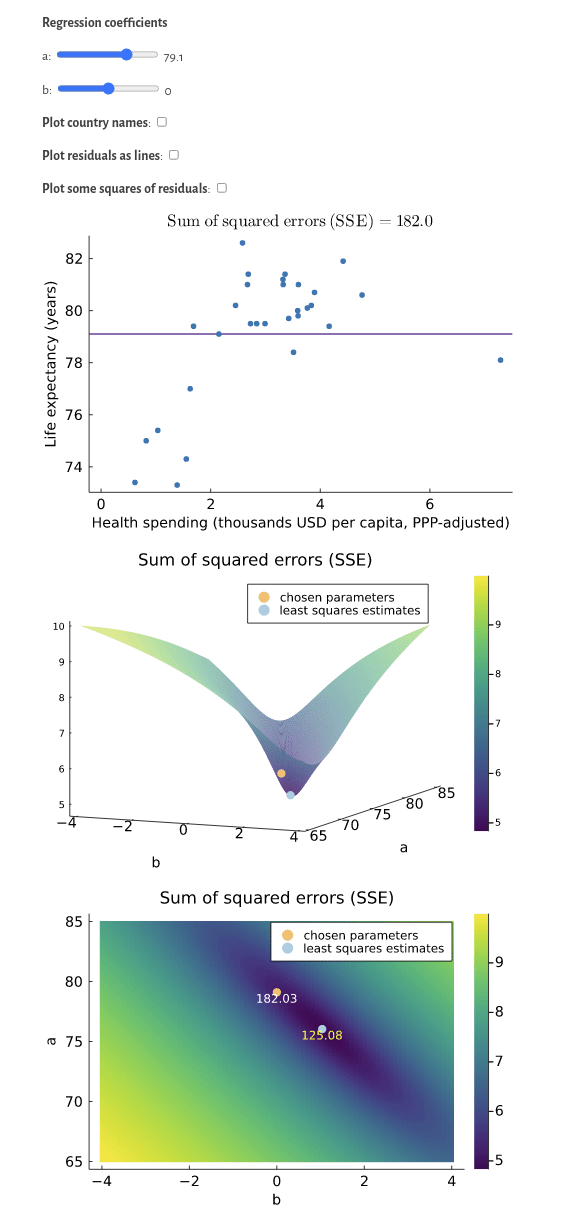 Regression coefficients
a: 79.1
b: 0
Plot country names:
Plot residuals as lines:
Plot some squares of residuals:
Sum of squared errors (SSE) = 182.0
82
80
78
76
74
Life expectancy (years)
0 2 4 6
Health spending (thousands USD per capita, PPP-adjusted)
Sum of squared errors (SSE)
chosen parameters
least squares estimates
10
9
8
7
6
5
−4 −2 0 2 4
65 70 75 80 85
b
a
9
8
7
6
5
Sum of squared errors (SSE)
chosen parameters
least squares estimates
85
80
75
70
65
a
182.03
125.08
−4 −2 0 2 4
b
9
8
7
6
5